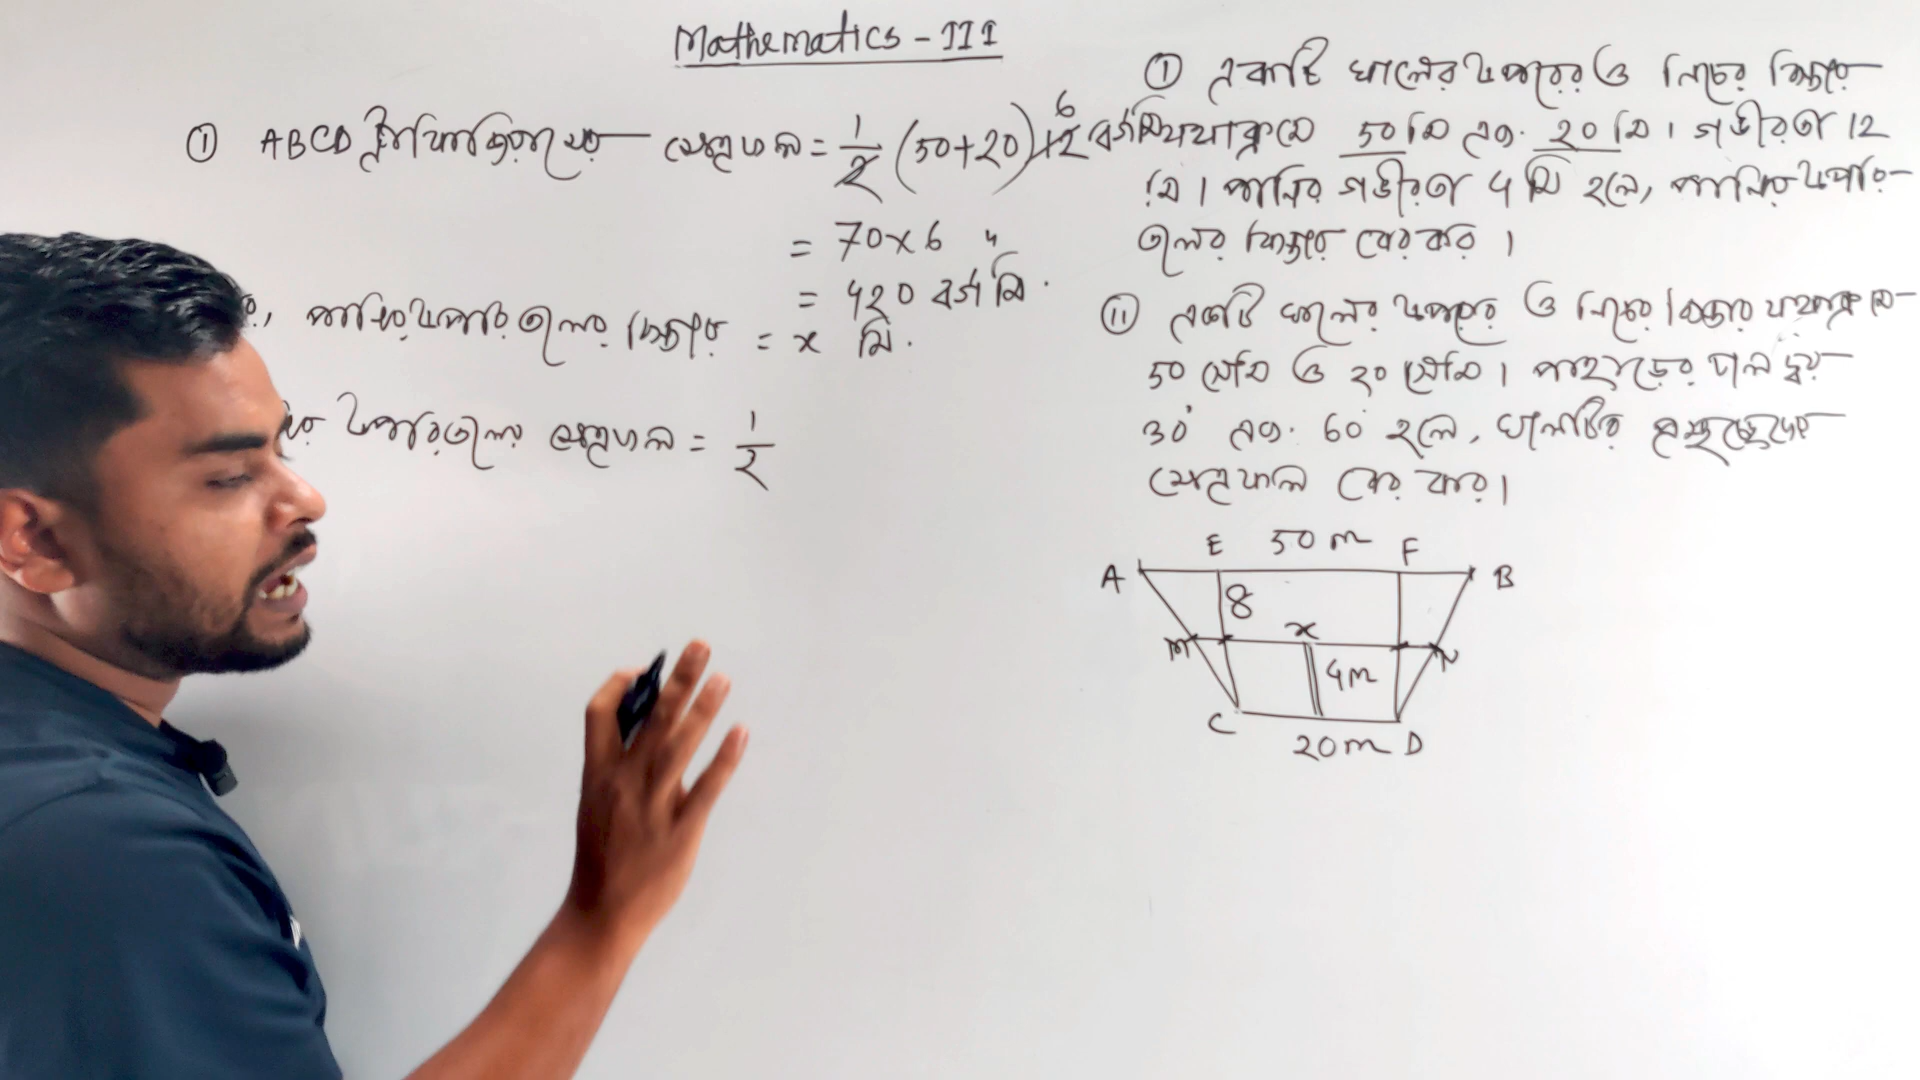 Mathematics - III
① ABCD ট্রাপিজিয়ামের ক্ষেত্রফল = 1/2 (50+20) 12 6 বর্গমি
= 70×6 "
= 420 বর্গ মি.
, পানির উপরি তলের বিস্তার = x মি.
র উপরিতলের ক্ষেত্রফল = 1/2
① একটি খালের উপরের ও নিচের বিস্তার
যথাক্রমে 50 মি এবং 20 মি। গভীরতা 12
মি। পানির গভীরতা 4 মি হলে, পানির উপরি-
তলের বিস্তার বের করি।
⑪ একটি খালের উপরের ও নিচের বিস্তার যথাক্রমে
50 মেমি ও 20 মেমি। পাহাড়ের ঢাল দ্বয়
30° এবং 60° হলে, খালটির প্রস্থচ্ছেদের
ক্ষেত্রফল বের কর।
E 50 m F
A B
8
M x N
4m
C
20m D